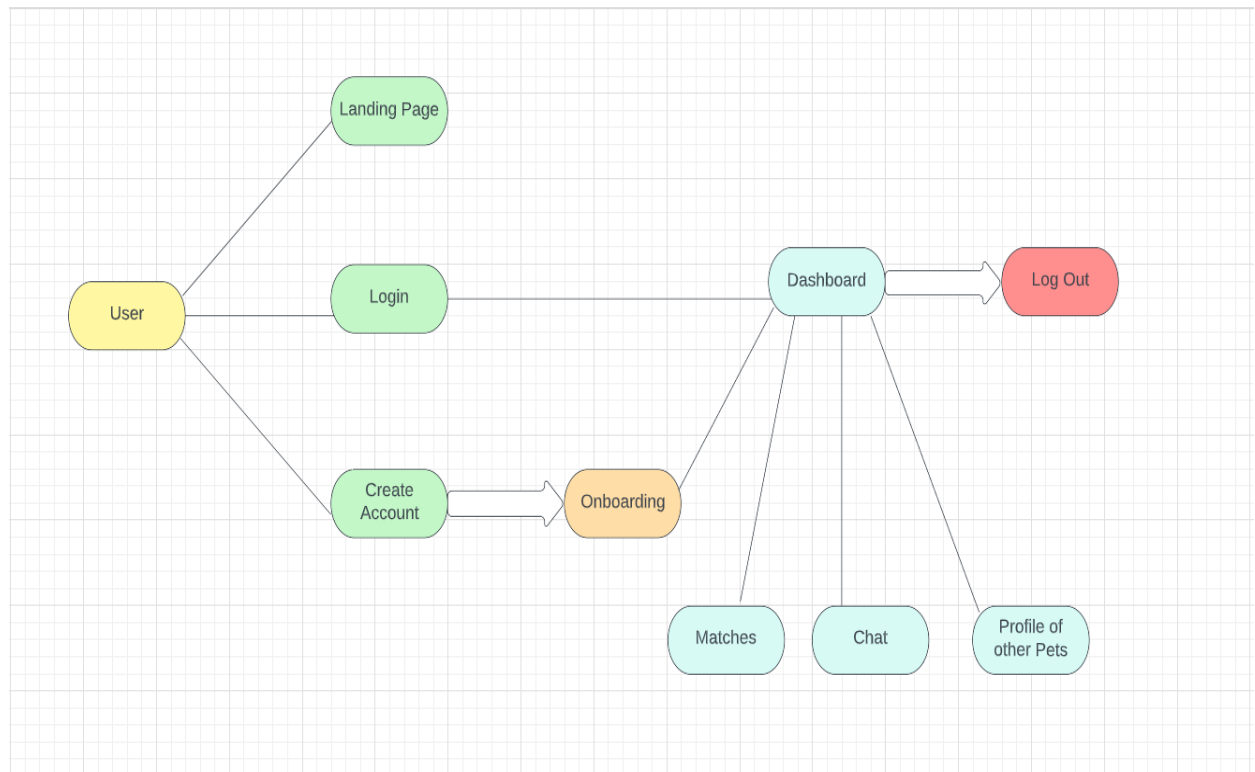 Landing Page
Login
User
Create
Account
Onboarding
Dashboard
Log Out
Matches
Chat
Profile of
other Pets